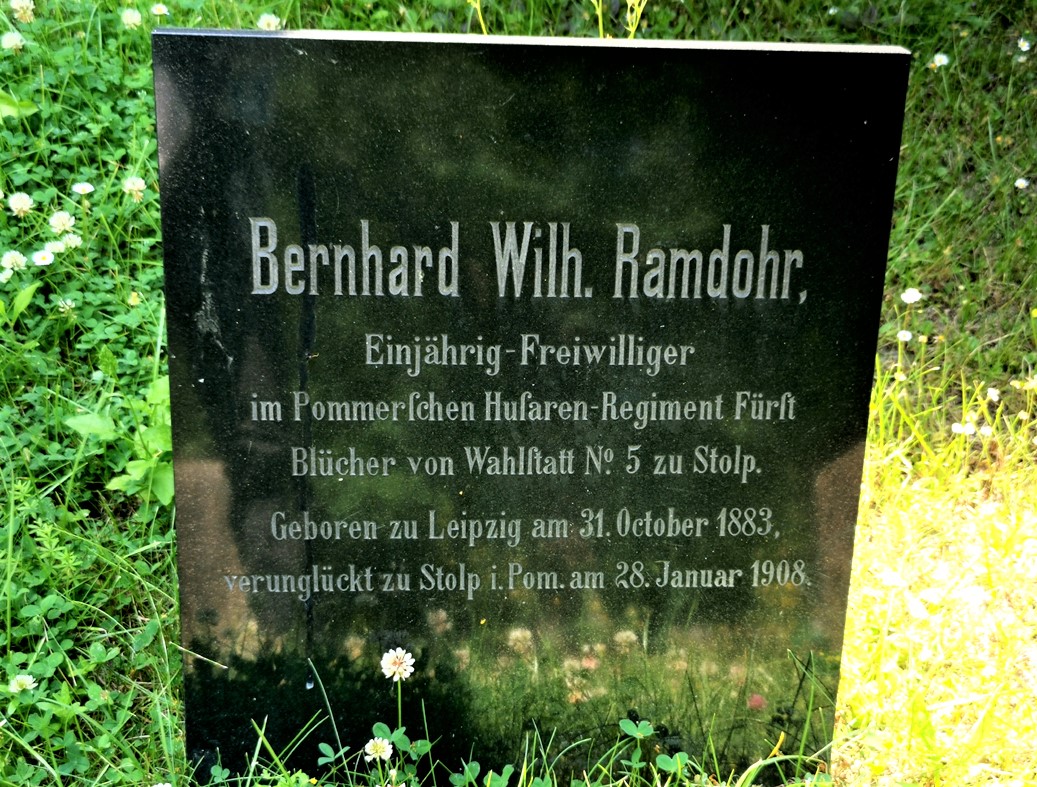 Bernhard Wilh. Ramdohr,
Einjährig-Freiwilliger
im Pommerſchen Huſaren-Regiment Fürſt
Blücher von Wahlſtatt No. 5 zu Stolp.
Geboren zu Leipzig am 31. October 1883,
verunglückt zu Stolp i. Pom. am 28. Januar 1908.